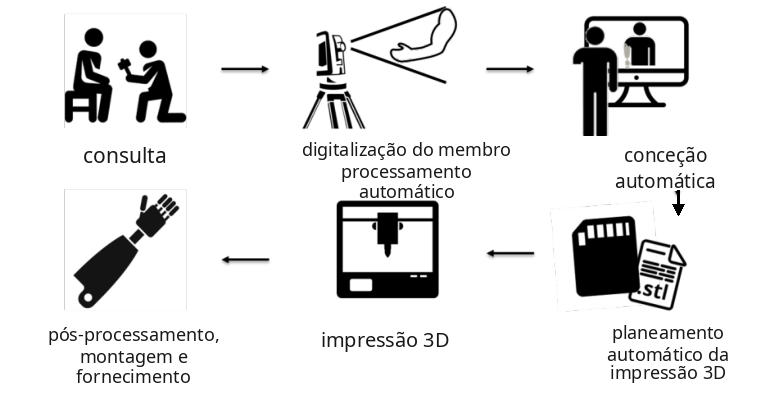 consulta
digitalização do membro
processamento
automático
conceção
automática
.stl
planeamento
automático da
impressão 3D
impressão 3D
pós-processamento,
montagem e
fornecimento